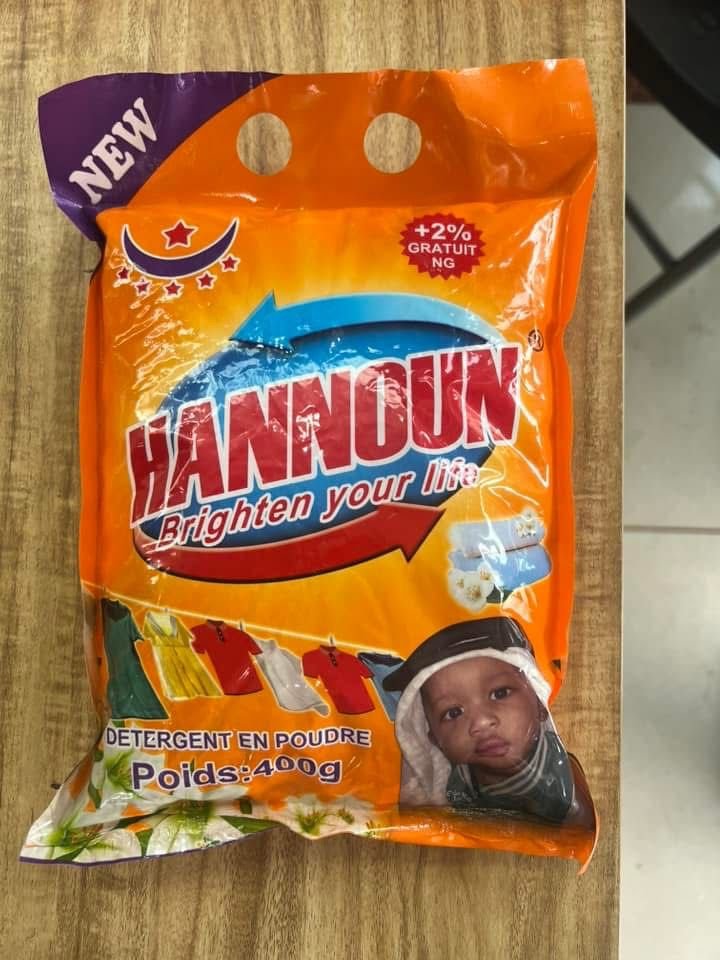 NEW
+2%
GRATUIT
NG
HANNOUN®
Brighten your life
DETERGENT EN POUDRE
Poids:400g